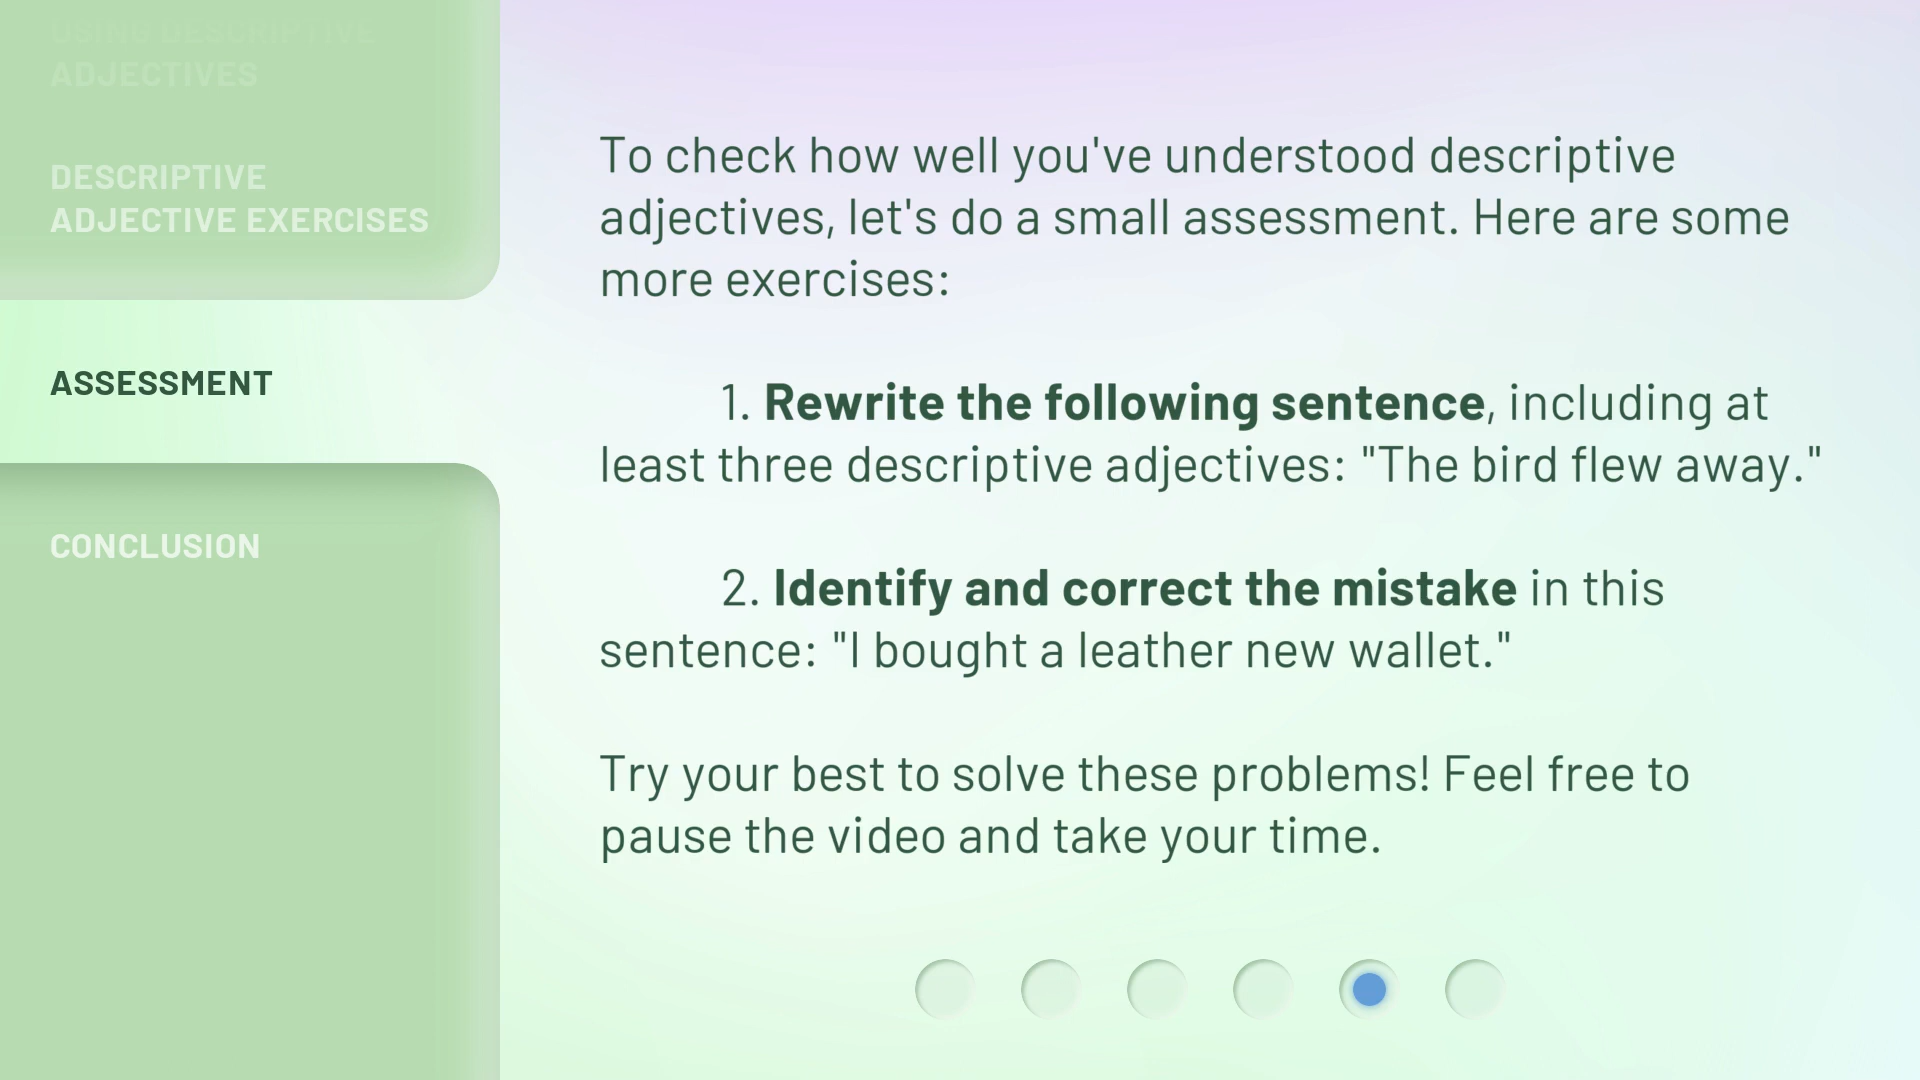 USING DESCRIPTIVE
ADJECTIVES
DESCRIPTIVE
ADJECTIVE EXERCISES
ASSESSMENT
CONCLUSION
To check how well you've understood descriptive
adjectives, let's do a small assessment. Here are some
more exercises:
1. Rewrite the following sentence, including at
least three descriptive adjectives: "The bird flew away."
2. Identify and correct the mistake in this
sentence: "I bought a leather new wallet."
Try your best to solve these problems! Feel free to
pause the video and take your time.